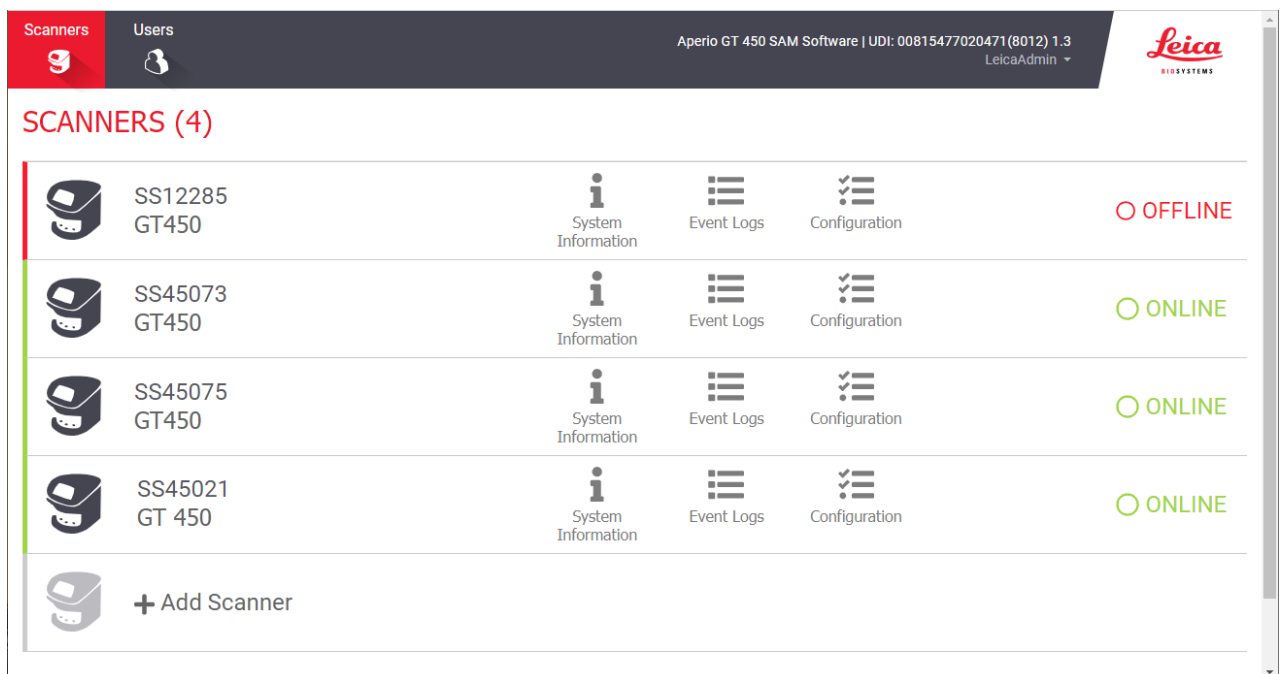 Scanners
Users
Aperio GT 450 SAM Software | UDI: 00815477020471(8012) 1.3
LeicaAdmin
Leica
BIOSYSTEMS
SCANNERS (4)
SS12285
GT450
System
Information
Event Logs
Configuration
OFFLINE
SS45073
GT450
System
Information
Event Logs
Configuration
ONLINE
SS45075
GT450
System
Information
Event Logs
Configuration
ONLINE
SS45021
GT 450
System
Information
Event Logs
Configuration
ONLINE
+ Add Scanner